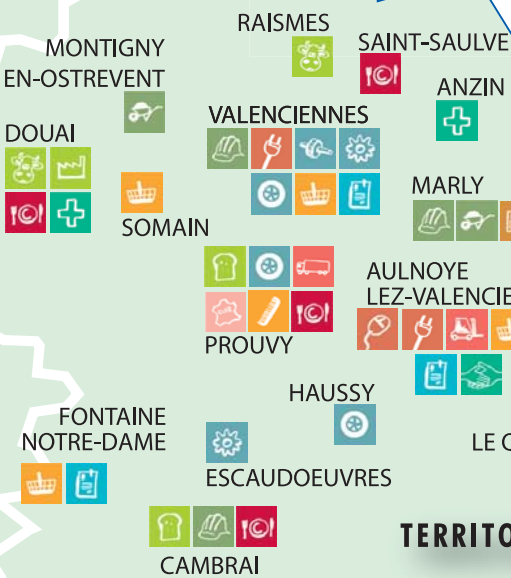 RAISMES
MONTIGNY
EN-OSTREVENT
SAINT-SAULVE
ANZIN
DOUAI
VALENCIENNES
SOMAIN
MARLY
AULNOYE
LEZ-VALENCIE
PROUVY
HAUSSY
FONTAINE
NOTRE-DAME
LE
ESCAUDOEUVRES
TERRITO
CAMBRAI